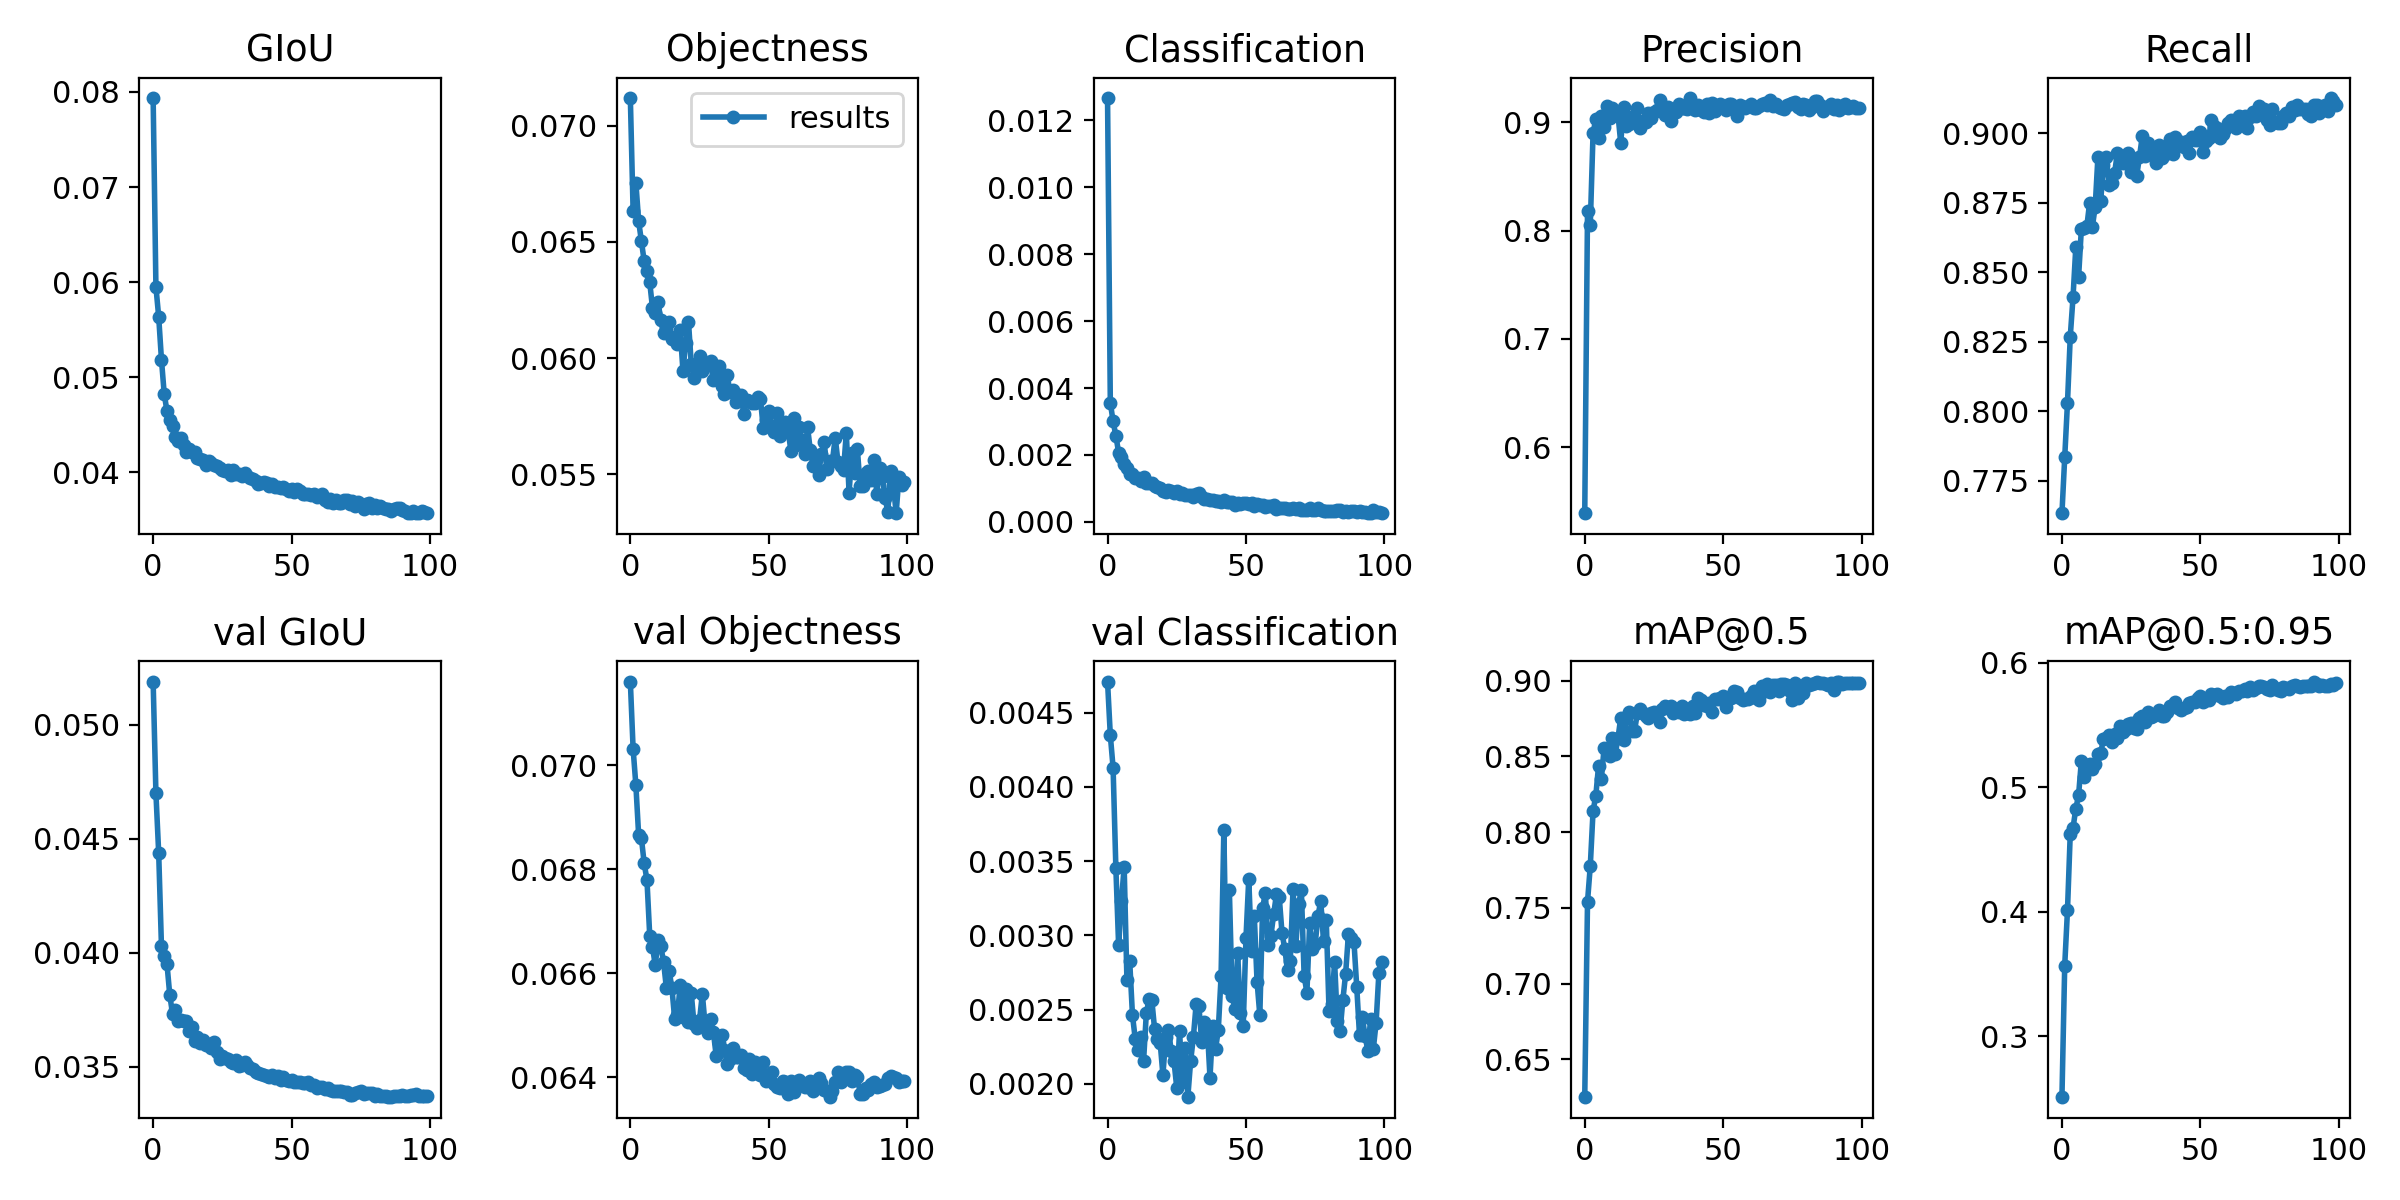 GIoU
0.08
0.07
0.06
0.05
0.04
0 50 100
Objectness
results
0.070
0.065
0.060
0.055
0 50 100
Classification
0.012
0.010
0.008
0.006
0.004
0.002
0.000
0 50 100
Precision
0.9
0.8
0.7
0.6
0 50 100
Recall
0.900
0.875
0.850
0.825
0.800
0.775
0 50 100
val GIoU
0.050
0.045
0.040
0.035
0 50 100
val Objectness
0.070
0.068
0.066
0.064
0 50 100
val Classification
0.0045
0.0040
0.0035
0.0030
0.0025
0.0020
0 50 100
mAP@0.5
0.90
0.85
0.80
0.75
0.70
0.65
0 50 100
mAP@0.5:0.95
0.6
0.5
0.4
0.3
0 50 100